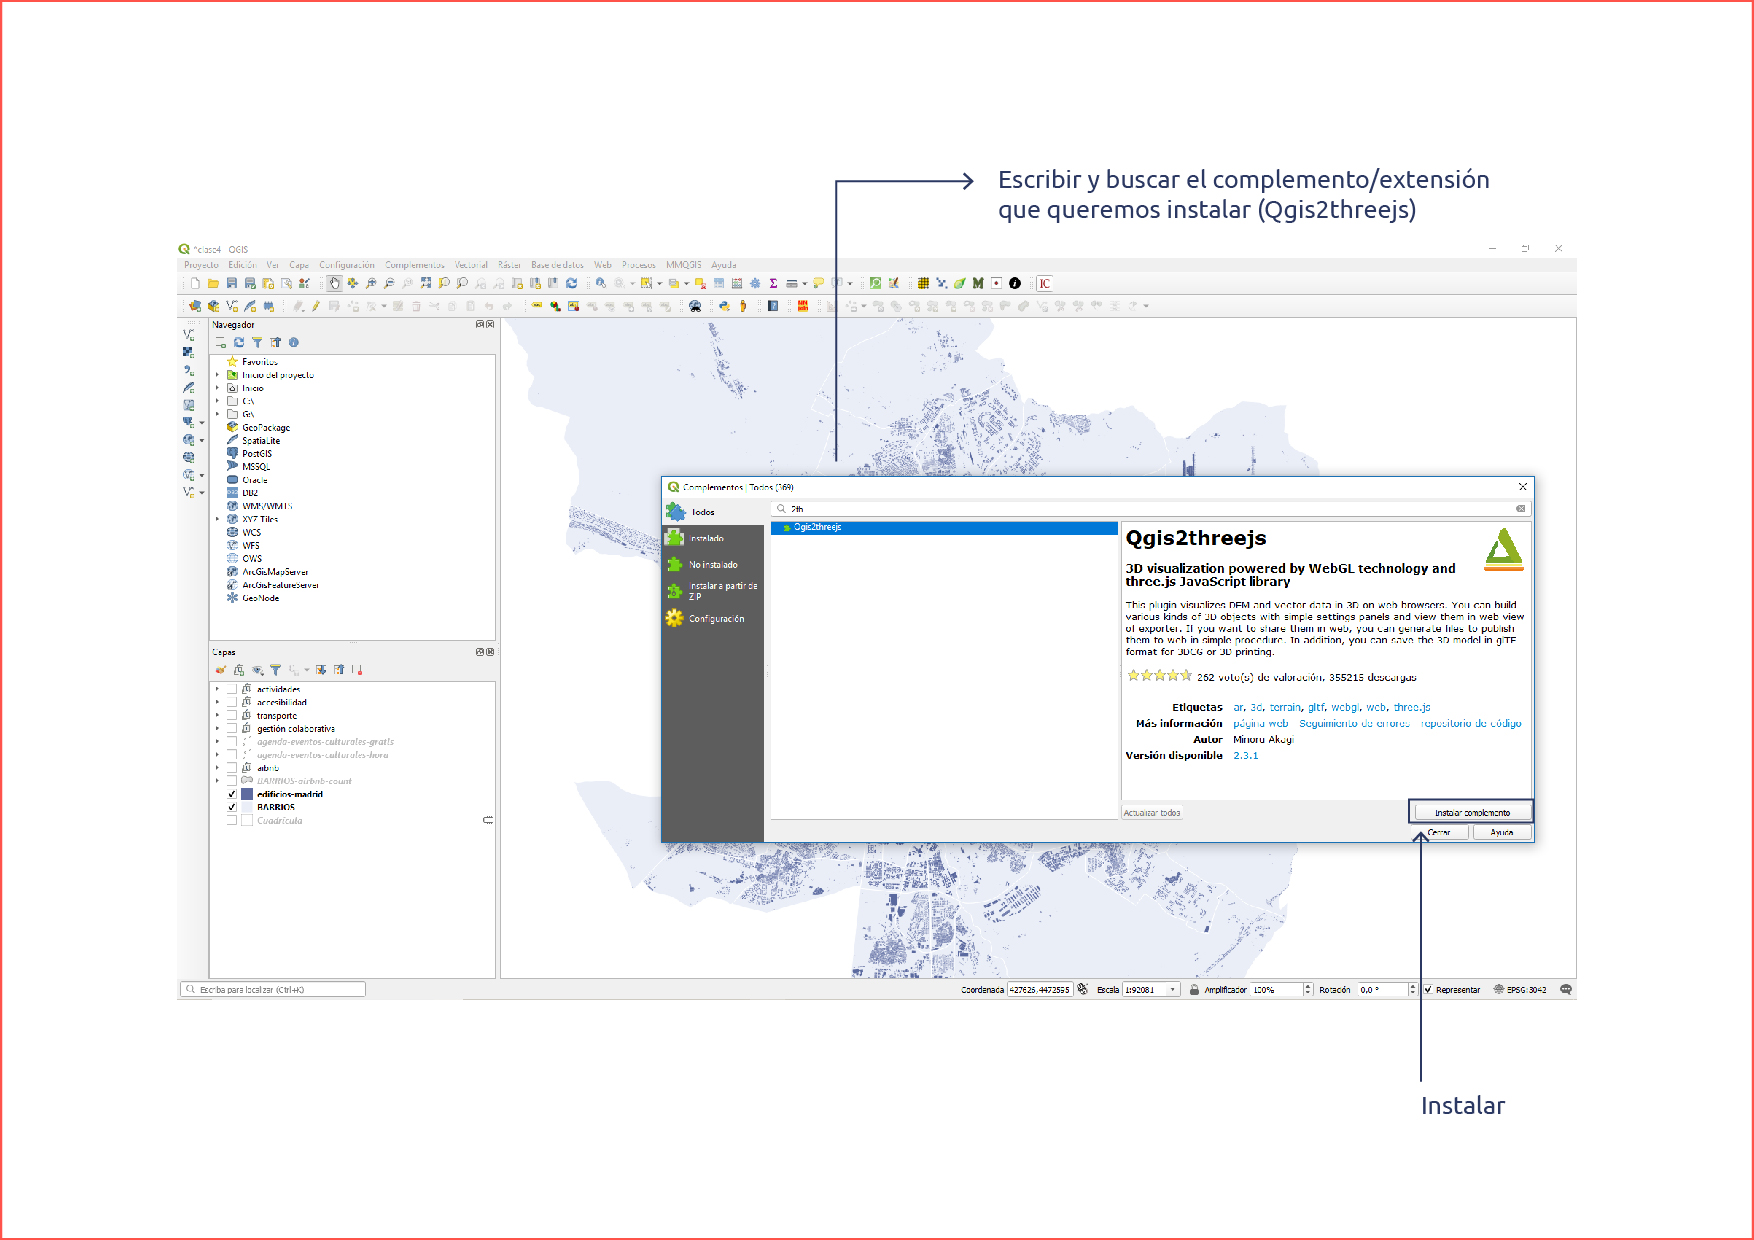 Escribir y buscar el complemento/extensión
que queremos instalar (Qgis2threejs)
*clase4 - QGIS
Proyecto Edición Ver Capa Configuración Complementos Vectorial Ráster Base de datos Web Procesos MMQGIS Ayuda
IC
Navegador
Favoritos
Inicio del proyecto
Inicio
C:\
G:\
GeoPackage
SpatiaLite
PostGIS
MSSQL
Oracle
DB2
WMS/WMTS
XYZ Tiles
WCS
WFS
OWS
ArcGisMapServer
ArcGisFeatureServer
GeoNode
Capas
actividades
accesibilidad
transporte
gestión colaborativa
agenda-eventos-culturales-gratis
agenda-eventos-culturales-hora
airbnb
BARRIOS-airbnb-count
edificios-madrid
BARRIOS
Cuadrícula
Complementos | Todos (369)
Todos
Instalado
No instalado
Instalar a partir de
ZIP
Configuración
2th
Qgis2threejs
Qgis2threejs
3D visualization powered by WebGL technology and
three.js JavaScript library
This plugin visualizes DEM and vector data in 3D on web browsers. You can build
various kinds of 3D objects with simple settings panels and view them in web view
of exporter. If you want to share them in web, you can generate files to publish
them to web in simple procedure. In addition, you can save the 3D model in glTF
format for 3DCG or 3D printing.
262 voto(s) de valoración, 355215 descargas
Etiquetas ar, 3d, terrain, gltf, webgl, web, three.js
Más información página web Seguimiento de errores repositorio de código
Autor Minoru Akagi
Versión disponible 2.3.1
Actualizar todos
Instalar complemento
Cerrar Ayuda
Escriba para localizar (Ctrl+K)
Coordenada 427625,4472595 Escala 1:92081 Amplificador 100% Rotación 0,0 ° Representar EPSG:3042
Instalar